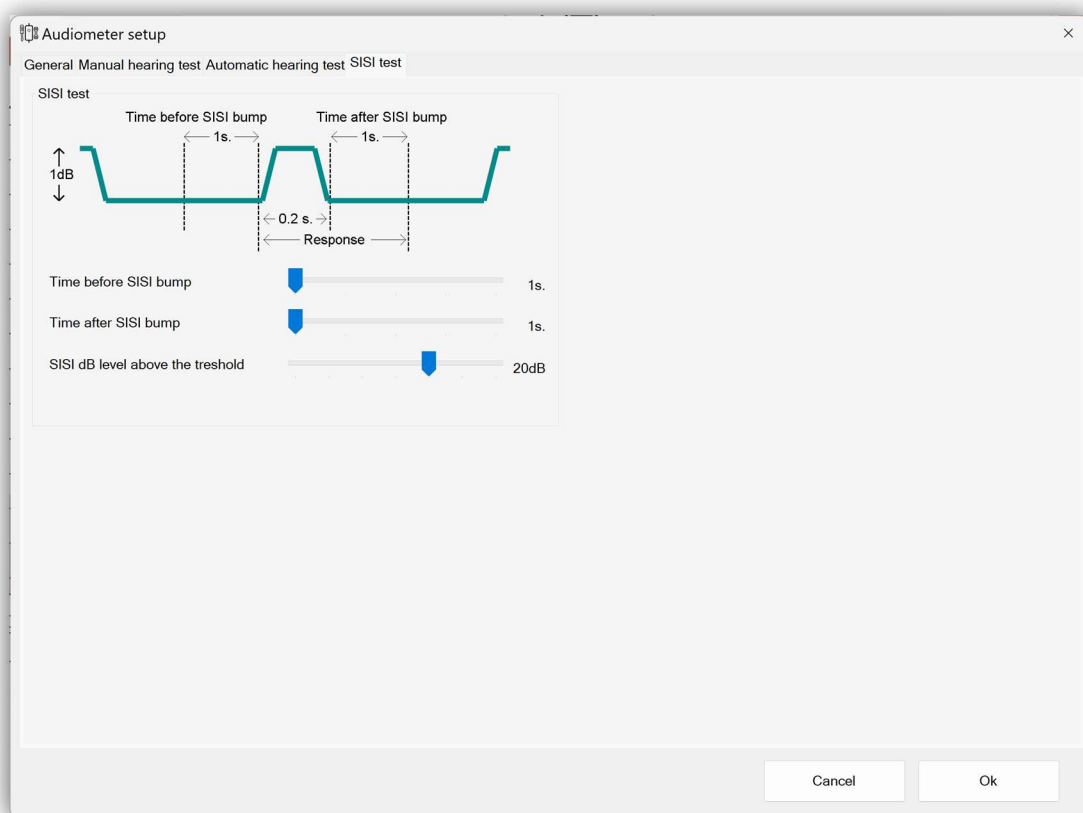 Audiometer setup
General Manual hearing test Automatic hearing test SISI test
SISI test
Time before SISI bump Time after SISI bump
1s. 1s.
1dB
0.2 s.
Response
Time before SISI bump 1s.
Time after SISI bump 1s.
SISI dB level above the treshold 20dB
Cancel Ok